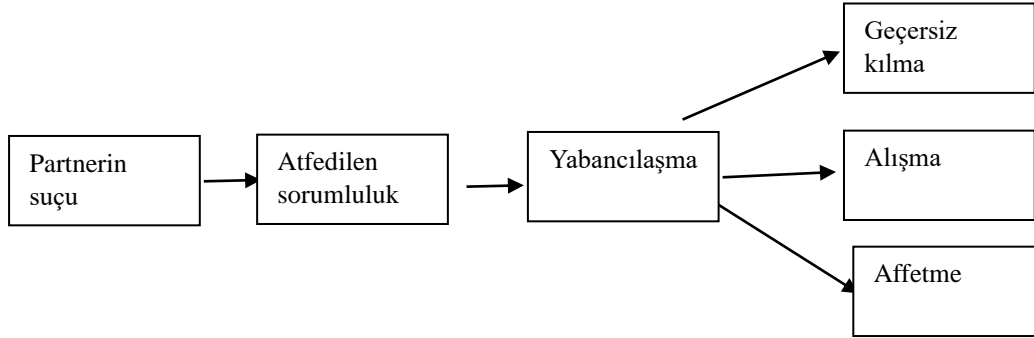 Partnerin
suçu
Atfedilen
sorumluluk
Yabancılaşma
Geçersiz
kılma
Alışma
Affetme